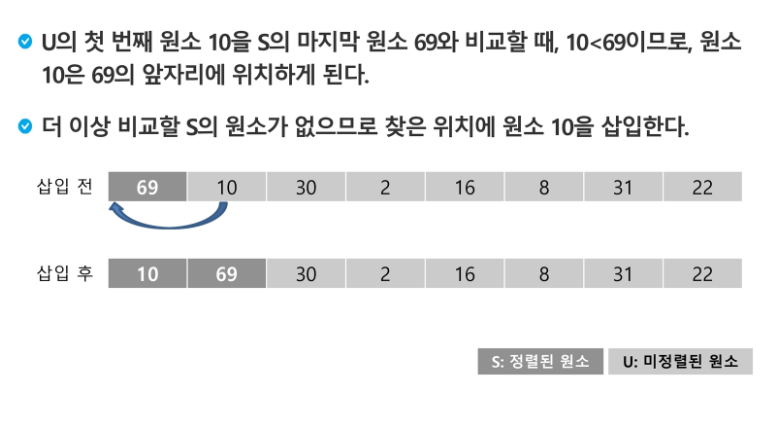 U의 첫 번째 원소 10을 S의 마지막 원소 69와 비교할 때, 10<69이므로, 원소
10은 69의 앞자리에 위치하게 된다.
더 이상 비교할 S의 원소가 없으므로 찾은 위치에 원소 10을 삽입한다.
삽입 전 69 10 30 2 16 8 31 22
삽입 후 10 69 30 2 16 8 31 22
S: 정렬된 원소 U: 미정렬된 원소